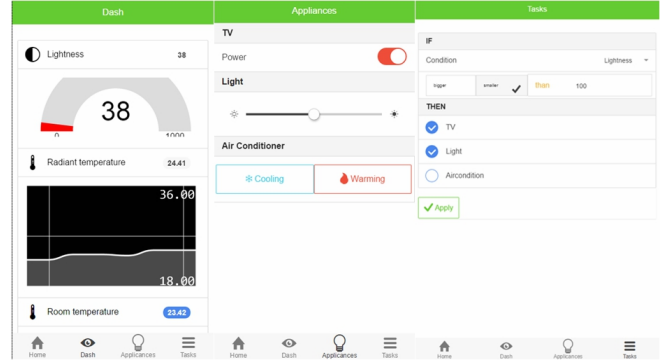 Dash
Lightness 38
38
0 1000
Radiant temperature 24.41
36.00
18.00
Room temperature 23.42
Home Dash Applicances Tasks
Appliances
TV
Power
Light
Air Conditioner
Cooling Warming
Home Dash Applicances Tasks
Tasks
IF
Condition Lightness
bigger smaller than 100
THEN
TV
Light
Aircondition
Apply
Home Dash Applicances Tasks